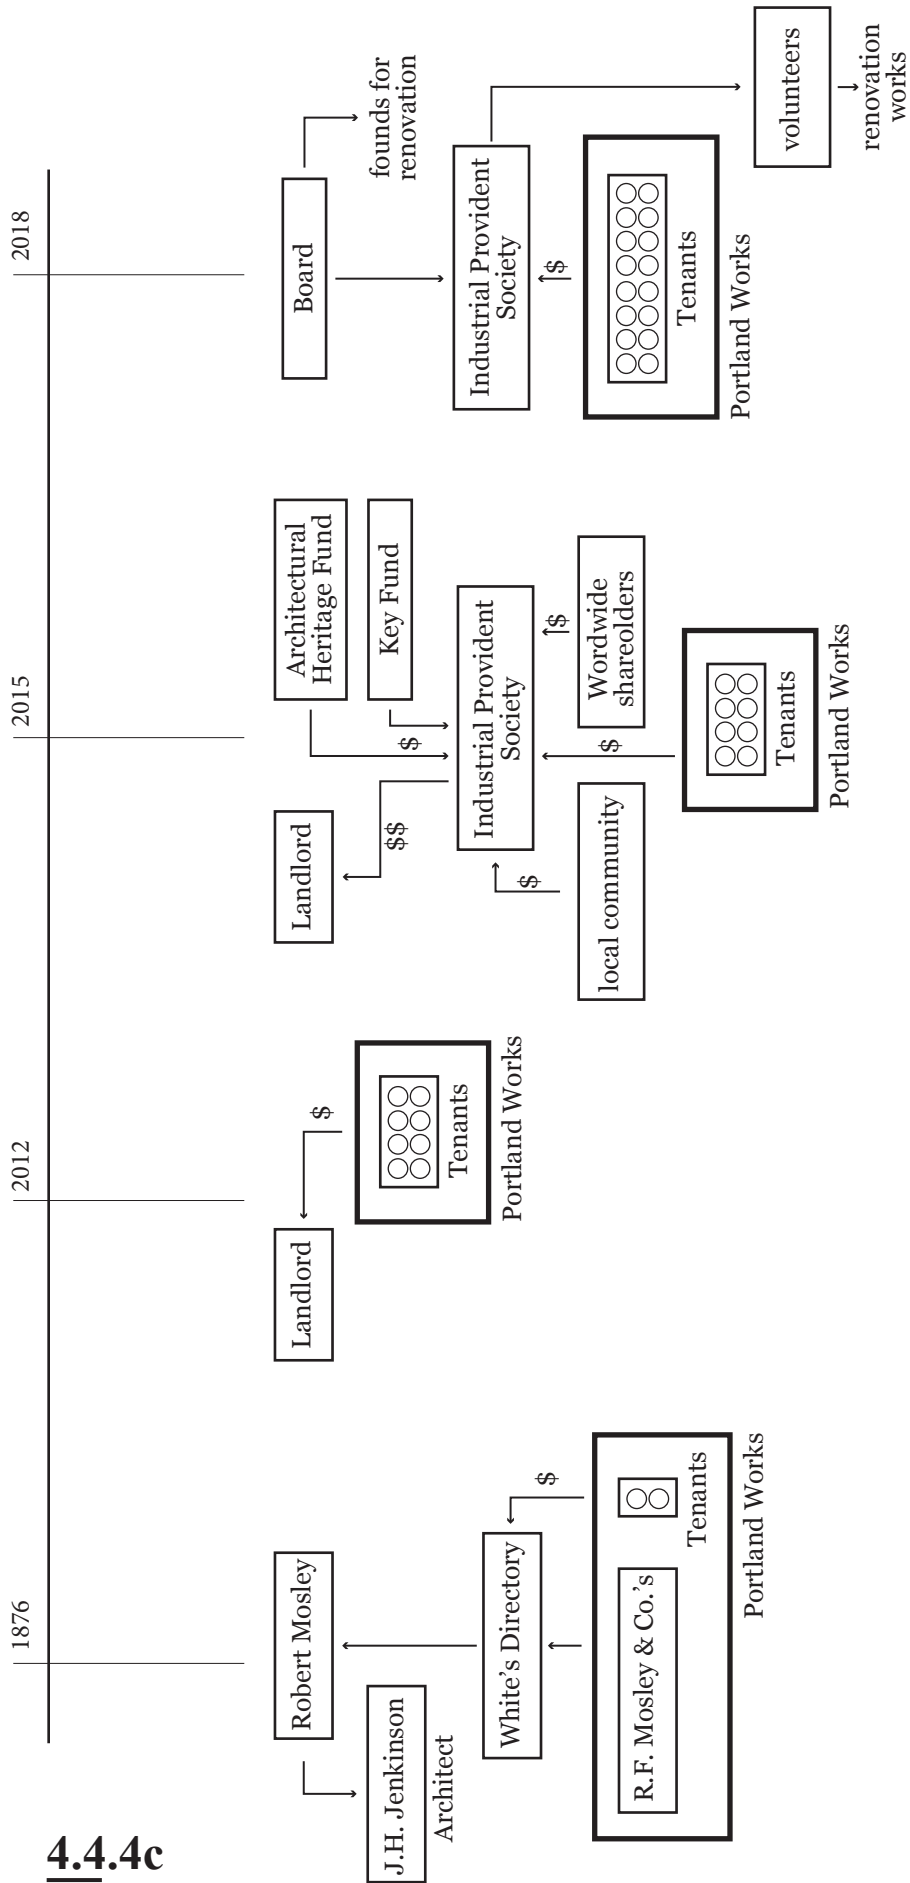 4.4.4c
1876
2012
2015
2018
Robert Mosley
J.H. Jenkinson
Architect
White's Directory
$
R.F. Mosley & Co.'s
Tenants
Portland Works
Landlord
$
Tenants
Portland Works
Landlord
$$
Architectural
Heritage Fund
Key Fund
$
Industrial Provident
Society
$
local community
$
Wordwide
shareolders
$
Tenants
Portland Works
Board
founds for
renovation
Industrial Provident
Society
$
Tenants
Portland Works
volunteers
renovation
works